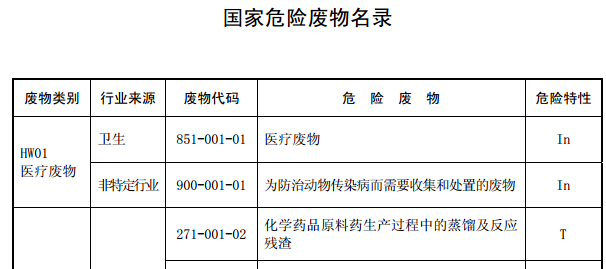 国家危险废物名录
废物类别 行业来源 废物代码 危 险 废 物 危险特性
HW01
医疗废物
卫生 851-001-01 医疗废物 In
非特定行业 900-001-01 为防治动物传染病而需要收集和处置的废物 In
271-001-02 化学药品原料药生产过程中的蒸馏及反应
残渣 T